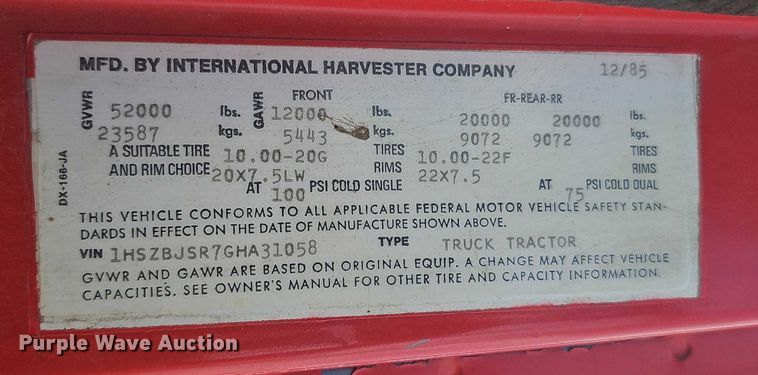 MFD. BY INTERNATIONAL HARVESTER COMPANY 12/85
GVWR 52000 lbs. GAWR FRONT 12000 lbs. FR-REAR-RR 20000 20000 lbs.
23587 kgs. 5443 kgs. 9072 9072 kgs.
A SUITABLE TIRE 10.00-20G TIRES 10.00-22F TIRES
AND RIM CHOICE 20X7.5LW RIMS 22X7.5 RIMS
AT 100 PSI COLD SINGLE AT 75 PSI COLD DUAL
THIS VEHICLE CONFORMS TO ALL APPLICABLE FEDERAL MOTOR VEHICLE SAFETY STAN-
DARDS IN EFFECT ON THE DATE OF MANUFACTURE SHOWN ABOVE.
VIN 1HSZBJSR7GHA31058 TYPE TRUCK TRACTOR
GVWR AND GAWR ARE BASED ON ORIGINAL EQUIP. A CHANGE MAY AFFECT VEHICLE
CAPACITIES. SEE OWNER'S MANUAL FOR OTHER TIRE AND CAPACITY INFORMATION.
DX-166-JA
Purple Wave Auction